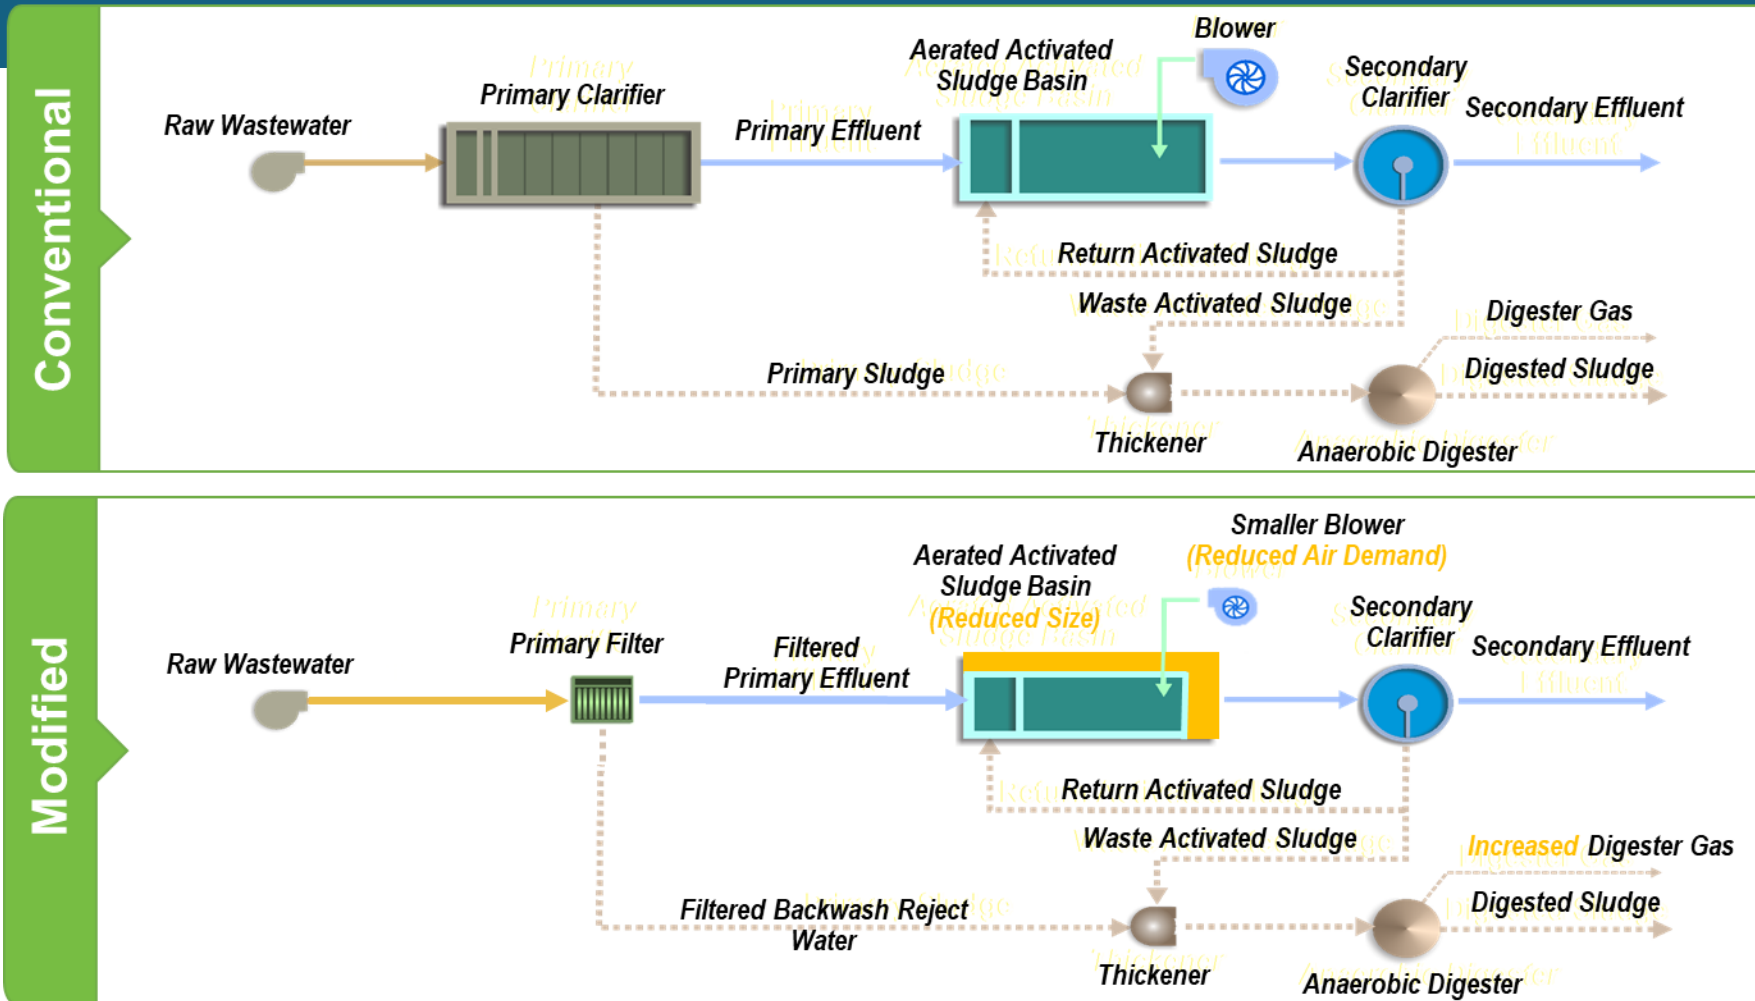 Conventional
Blower
Aerated Activated
Sludge Basin
Secondary
Clarifier
Primary Clarifier
Secondary Effluent
Raw Wastewater
Primary Effluent
Return Activated Sludge
Waste Activated Sludge
Digester Gas
Primary Sludge
Digested Sludge
Thickener
Anaerobic Digester
Modified
Smaller Blower
(Reduced Air Demand)
Aerated Activated
Sludge Basin
(Reduced Size)
Secondary
Clarifier
Primary Filter
Filtered
Primary Effluent
Secondary Effluent
Raw Wastewater
Return Activated Sludge
Waste Activated Sludge
Increased Digester Gas
Filtered Backwash Reject
Water
Digested Sludge
Thickener
Anaerobic Digester